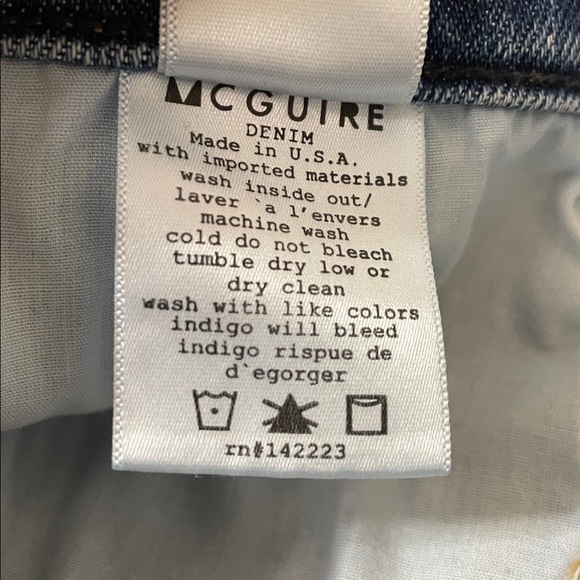 MCGUIRE
DENIM
Made in U.S.A.
with imported materials
wash inside out/
laver `a l'envers
machine wash
cold do not bleach
tumble dry low or
dry clean
wash with like colors
indigo will bleed
indigo rispue de
d`egorger
rn#142223